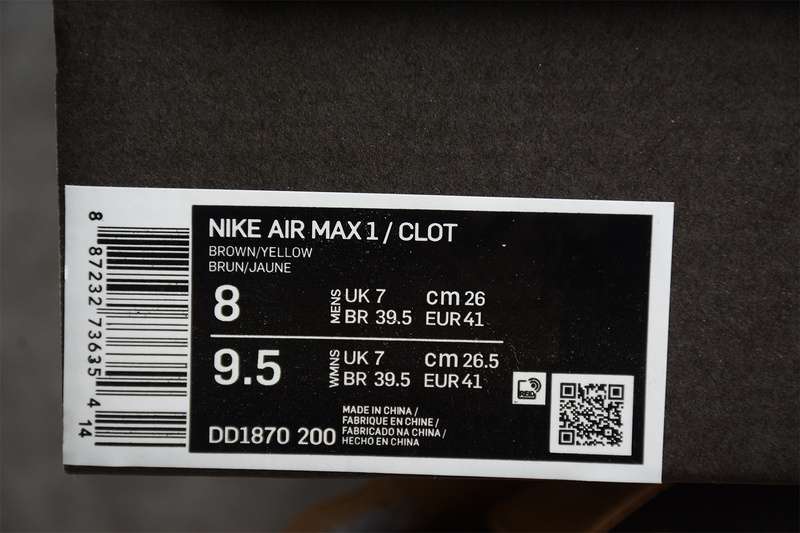 NIKE AIR MAX 1 / CLOT
BROWN/YELLOW
BRUN/JAUNE
8 MENS UK 7 cm 26
BR 39.5 EUR 41
9.5 WMNS UK 7 cm 26.5
BR 39.5 EUR 41
RFID
DD1870 200
MADE IN CHINA /
FABRIQUE EN CHINE /
FABRICADO NA CHINA /
HECHO EN CHINA
8 87232 73635 4 14